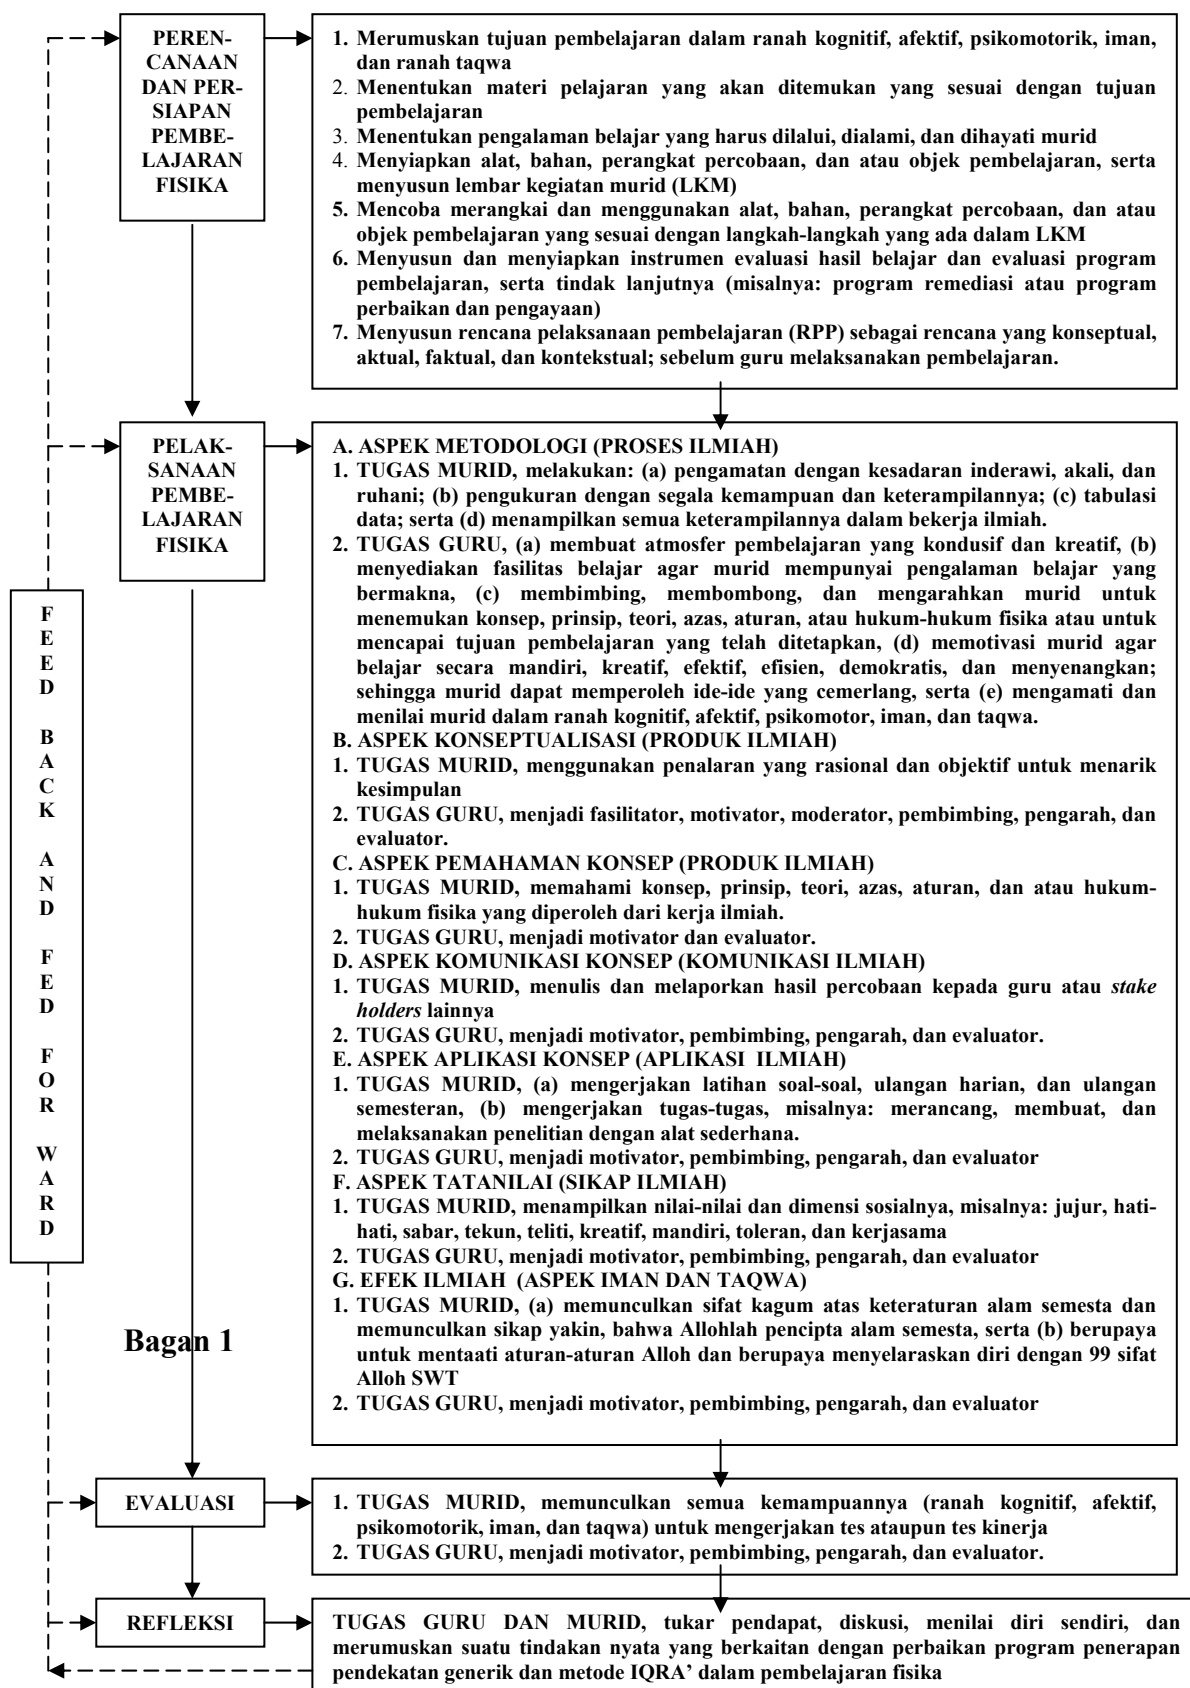 PEREN-
CANAAN
DAN PER-
SIAPAN
PEMBE-
LAJARAN
FISIKA
1. Merumuskan tujuan pembelajaran dalam ranah kognitif, afektif, psikomotorik, iman,
dan ranah taqwa
2. Menentukan materi pelajaran yang akan ditemukan yang sesuai dengan tujuan
pembelajaran
3. Menentukan pengalaman belajar yang harus dilalui, dialami, dan dihayati murid
4. Menyiapkan alat, bahan, perangkat percobaan, dan atau objek pembelajaran, serta
menyusun lembar kegiatan murid (LKM)
5. Mencoba merangkai dan menggunakan alat, bahan, perangkat percobaan, dan atau
objek pembelajaran yang sesuai dengan langkah-langkah yang ada dalam LKM
6. Menyusun dan menyiapkan instrumen evaluasi hasil belajar dan evaluasi program
pembelajaran, serta tindak lanjutnya (misalnya: program remediasi atau program
perbaikan dan pengayaan)
7. Menyusun rencana pelaksanaan pembelajaran (RPP) sebagai rencana yang konseptual,
aktual, faktual, dan kontekstual; sebelum guru melaksanakan pembelajaran.
PELAK-
SANAAN
PEMBE-
LAJARAN
FISIKA
A. ASPEK METODOLOGI (PROSES ILMIAH)
1. TUGAS MURID, melakukan: (a) pengamatan dengan kesadaran inderawi, akali, dan
ruhani; (b) pengukuran dengan segala kemampuan dan keterampilannya; (c) tabulasi
data; serta (d) menampilkan semua keterampilannya dalam bekerja ilmiah.
2. TUGAS GURU, (a) membuat atmosfer pembelajaran yang kondusif dan kreatif, (b)
menyediakan fasilitas belajar agar murid mempunyai pengalaman belajar yang
bermakna, (c) membimbing, membombong, dan mengarahkan murid untuk
menemukan konsep, prinsip, teori, azas, aturan, atau hukum-hukum fisika atau untuk
mencapai tujuan pembelajaran yang telah ditetapkan, (d) memotivasi murid agar
belajar secara mandiri, kreatif, efektif, efisien, demokratis, dan menyenangkan;
sehingga murid dapat memperoleh ide-ide yang cemerlang, serta (e) mengamati dan
menilai murid dalam ranah kognitif, afektif, psikomotor, iman, dan taqwa.
B. ASPEK KONSEPTUALISASI (PRODUK ILMIAH)
1. TUGAS MURID, menggunakan penalaran yang rasional dan objektif untuk menarik
kesimpulan
2. TUGAS GURU, menjadi fasilitator, motivator, moderator, pembimbing, pengarah, dan
evaluator.
C. ASPEK PEMAHAMAN KONSEP (PRODUK ILMIAH)
1. TUGAS MURID, memahami konsep, prinsip, teori, azas, aturan, dan atau hukum-
hukum fisika yang diperoleh dari kerja ilmiah.
2. TUGAS GURU, menjadi motivator dan evaluator.
D. ASPEK KOMUNIKASI KONSEP (KOMUNIKASI ILMIAH)
1. TUGAS MURID, menulis dan melaporkan hasil percobaan kepada guru atau stake
holders lainnya
2. TUGAS GURU, menjadi motivator, pembimbing, pengarah, dan evaluator.
E. ASPEK APLIKASI KONSEP (APLIKASI ILMIAH)
1. TUGAS MURID, (a) mengerjakan latihan soal-soal, ulangan harian, dan ulangan
semesteran, (b) mengerjakan tugas-tugas, misalnya: merancang, membuat, dan
melaksanakan penelitian dengan alat sederhana.
2. TUGAS GURU, menjadi motivator, pembimbing, pengarah, dan evaluator
F. ASPEK TATANILAI (SIKAP ILMIAH)
1. TUGAS MURID, menampilkan nilai-nilai dan dimensi sosialnya, misalnya: jujur, hati-
hati, sabar, tekun, teliti, kreatif, mandiri, toleran, dan kerjasama
2. TUGAS GURU, menjadi motivator, pembimbing, pengarah, dan evaluator
G. EFEK ILMIAH (ASPEK IMAN DAN TAQWA)
1. TUGAS MURID, (a) memunculkan sifat kagum atas keteraturan alam semesta dan
memunculkan sikap yakin, bahwa Allohlah pencipta alam semesta, serta (b) berupaya
untuk mentaati aturan-aturan Alloh dan berupaya menyelaraskan diri dengan 99 sifat
Alloh SWT
2. TUGAS GURU, menjadi motivator, pembimbing, pengarah, dan evaluator
FEED BACK AND FED FOR WARD
Bagan 1
EVALUASI
1. TUGAS MURID, memunculkan semua kemampuannya (ranah kognitif, afektif,
psikomotorik, iman, dan taqwa) untuk mengerjakan tes ataupun tes kinerja
2. TUGAS GURU, menjadi motivator, pembimbing, pengarah, dan evaluator.
REFLEKSI
TUGAS GURU DAN MURID, tukar pendapat, diskusi, menilai diri sendiri, dan
merumuskan suatu tindakan nyata yang berkaitan dengan perbaikan program penerapan
pendekatan generik dan metode IQRA’ dalam pembelajaran fisika